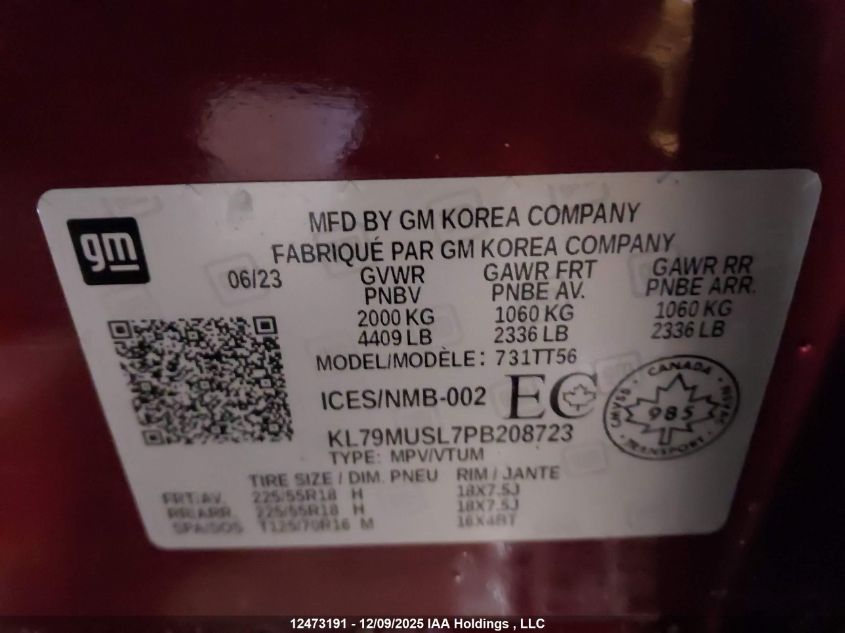 gm
MFD BY GM KOREA COMPANY
FABRIQUÉ PAR GM KOREA COMPANY
06/23 GVWR GAWR FRT GAWR RR
PNBV PNBE AV. PNBE ARR.
2000 KG 1060 KG 1060 KG
4409 LB 2336 LB 2336 LB
MODEL/MODÈLE: 731TT56
ICES/NMB-002 EC
CANADA
CMVSS 985 NSVAC
TRANSPORT
KL79MUSL7PB208723
TYPE: MPV/VTUM
TIRE SIZE / DIM. PNEU RIM / JANTE
FRT/AV. 225/55R18 H 18X7.5J
RR/ARR. 225/55R18 H 18X7.5J
SPA/SOS T125/70R16 M 16X4BT
12473191 - 12/09/2025 IAA Holdings , LLC